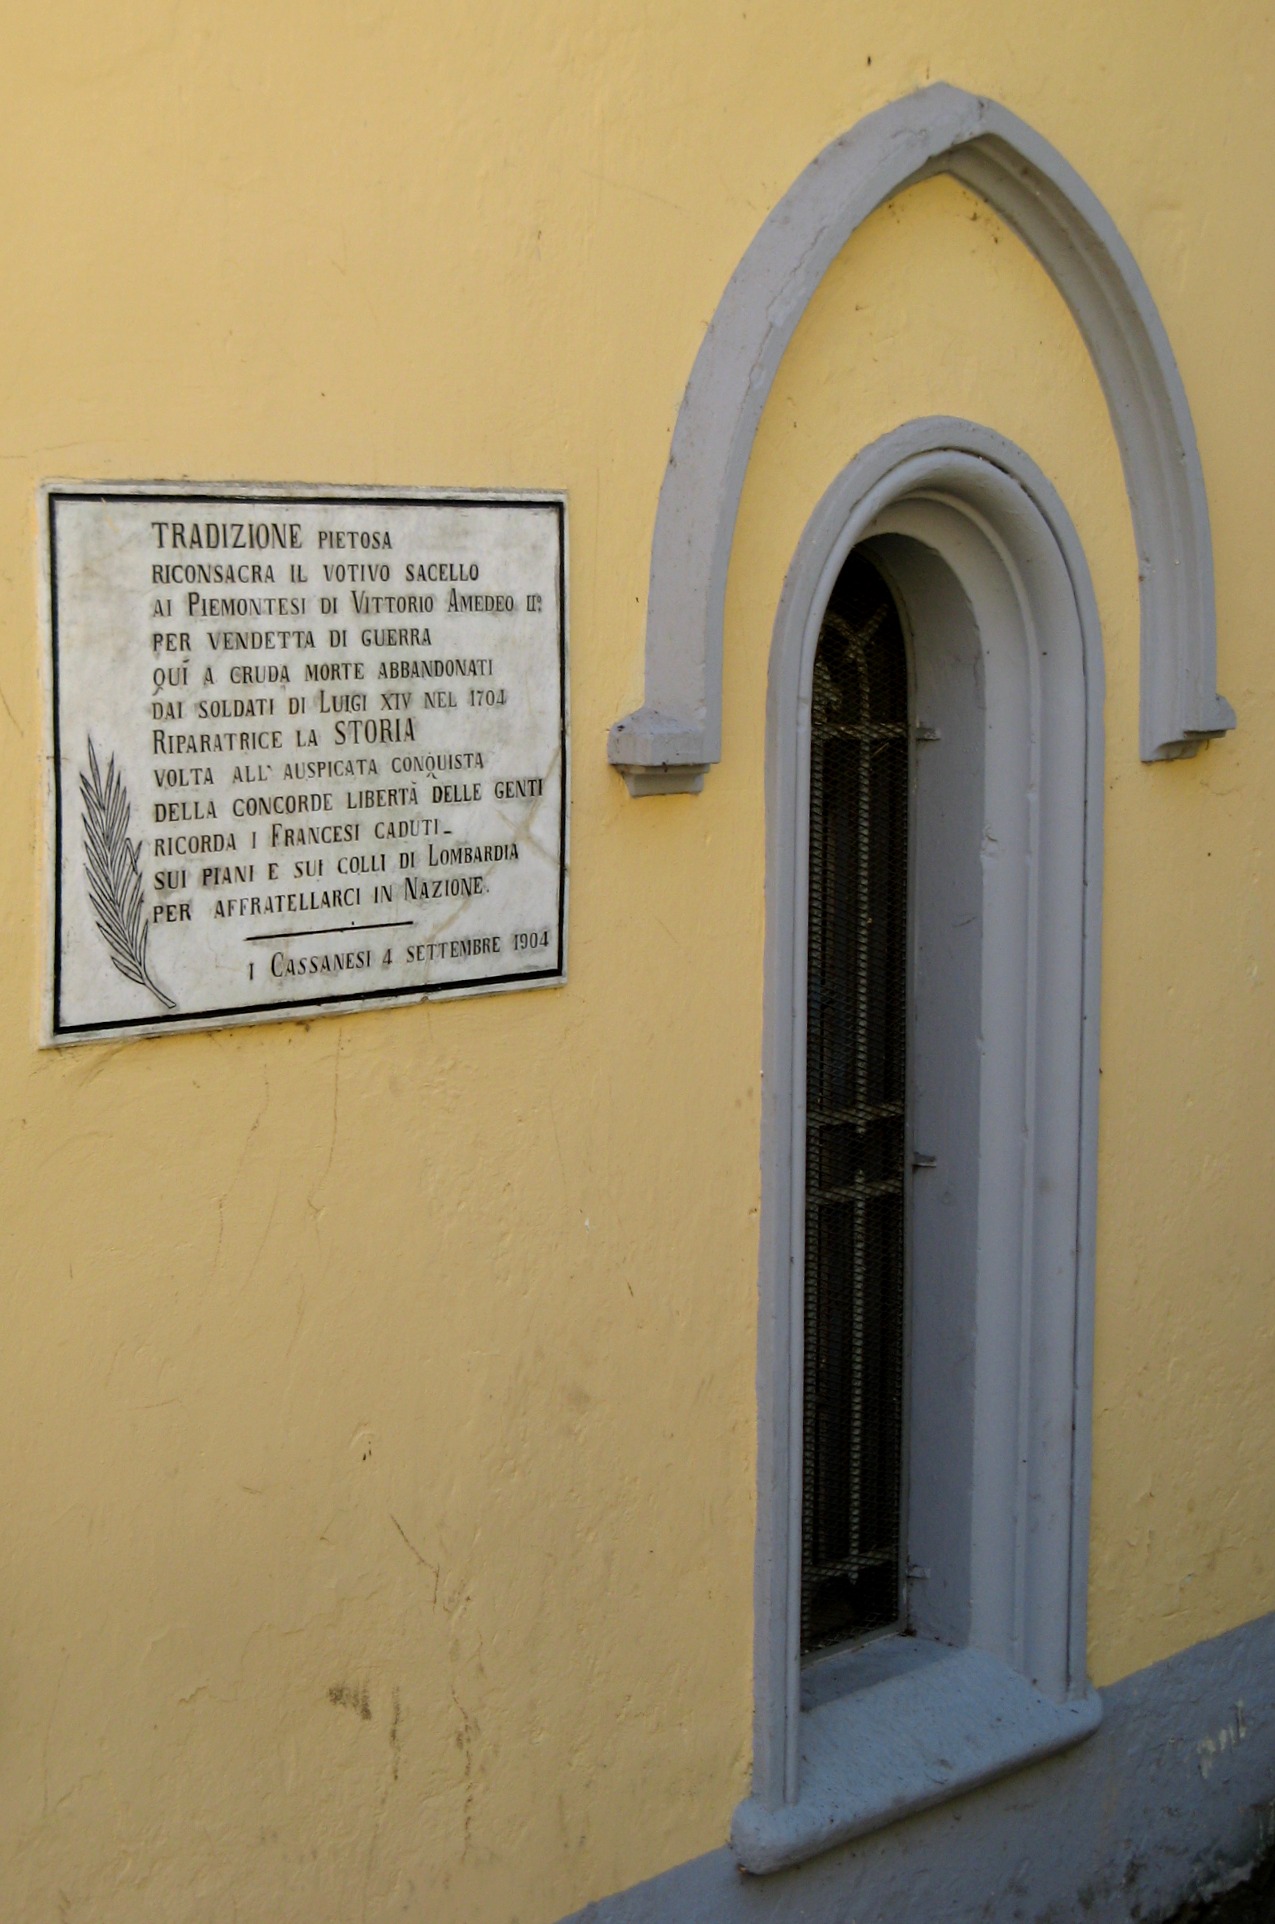 TRADIZIONE PIETOSA
RICONSACRA IL VOTIVO SACELLO
AI PIEMONTESI DI VITTORIO AMEDEO II°
PER VENDETTA DI GUERRA
QUÌ A CRUDA MORTE ABBANDONATI
DAI SOLDATI DI LUIGI XIV NEL 1704
RIPARATRICE LA STORIA
VOLTA ALL' AUSPICATA CONQUISTA
DELLA CONCORDE LIBERTÀ DELLE GENTI
RICORDA I FRANCESI CADUTI_
SUI PIANI E SUI COLLI DI LOMBARDIA
PER AFFRATELLARCI IN NAZIONE.
I CASSANESI 4 SETTEMBRE 1904